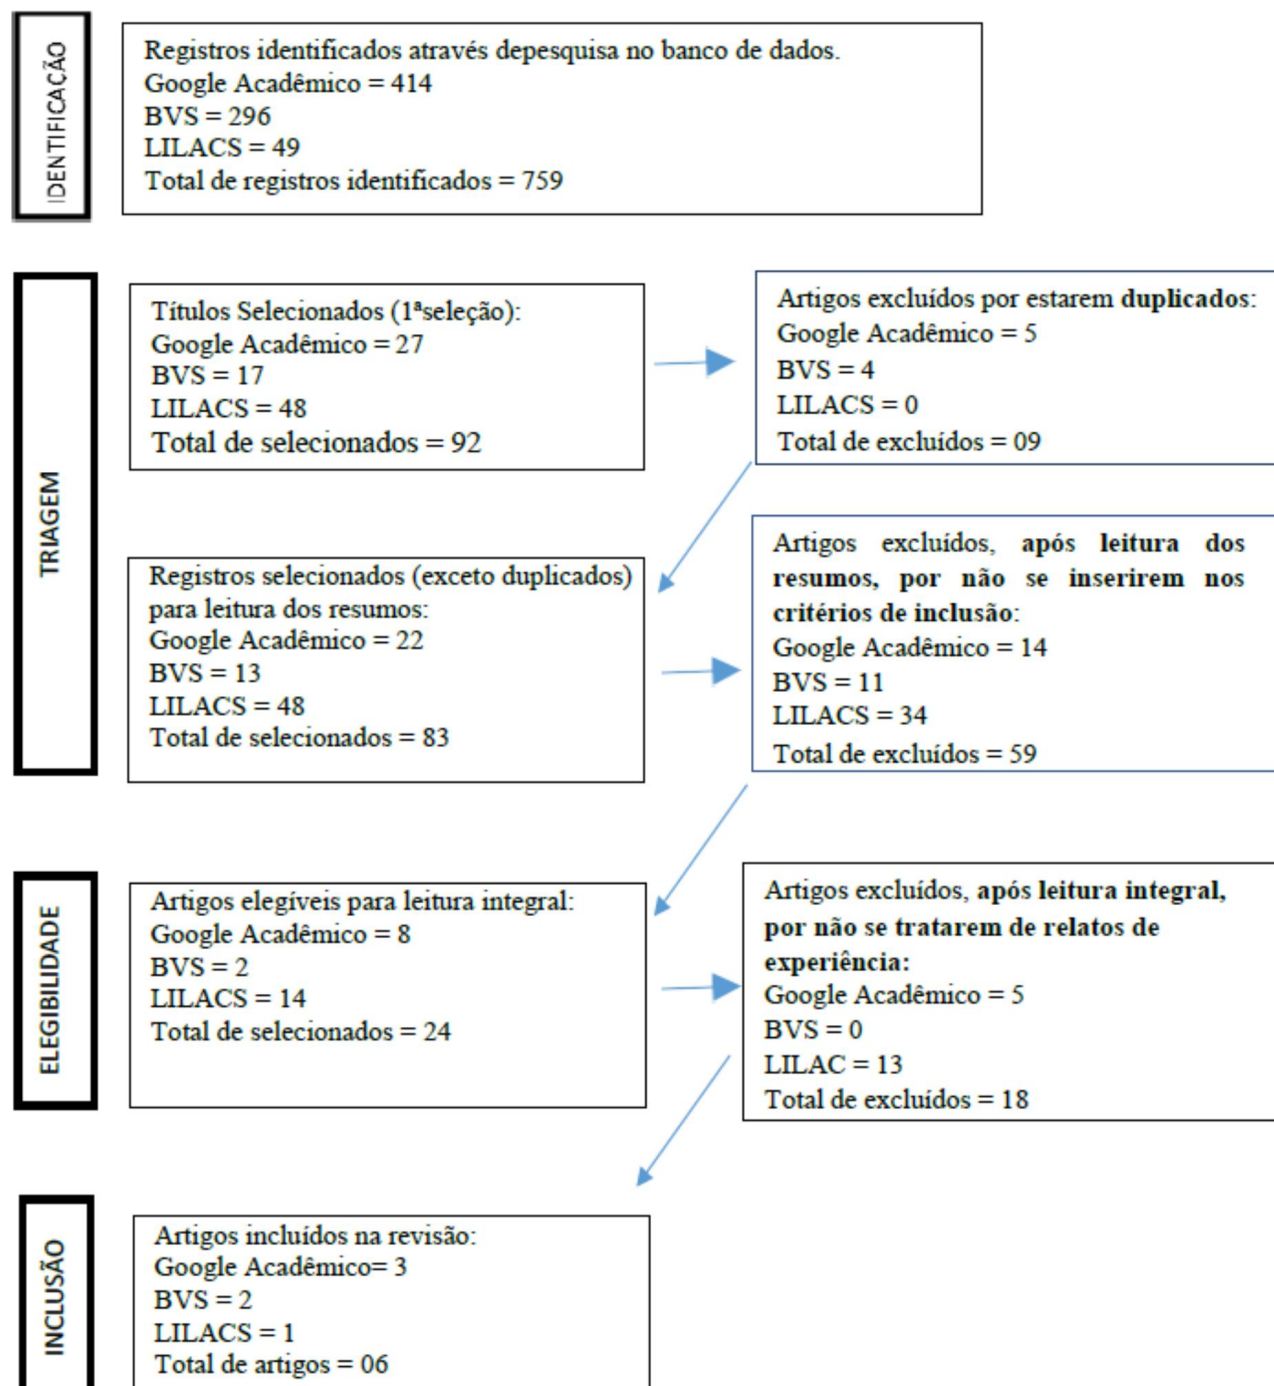 IDENTIFICAÇÃO
Registros identificados através depesquisa no banco de dados.
Google Acadêmico = 414
BVS = 296
LILACS = 49
Total de registros identificados = 759
TRIAGEM
Títulos Selecionados (1ªseleção):
Google Acadêmico = 27
BVS = 17
LILACS = 48
Total de selecionados = 92
Artigos excluídos por estarem duplicados:
Google Acadêmico = 5
BVS = 4
LILACS = 0
Total de excluídos = 09
Registros selecionados (exceto duplicados)
para leitura dos resumos:
Google Acadêmico = 22
BVS = 13
LILACS = 48
Total de selecionados = 83
Artigos excluídos, após leitura dos
resumos, por não se inserirem nos
critérios de inclusão:
Google Acadêmico = 14
BVS = 11
LILACS = 34
Total de excluídos = 59
ELEGIBILIDADE
Artigos elegíveis para leitura integral:
Google Acadêmico = 8
BVS = 2
LILACS = 14
Total de selecionados = 24
Artigos excluídos, após leitura integral,
por não se tratarem de relatos de
experiência:
Google Acadêmico = 5
BVS = 0
LILAC = 13
Total de excluídos = 18
INCLUSÃO
Artigos incluídos na revisão:
Google Acadêmico= 3
BVS = 2
LILACS = 1
Total de artigos = 06